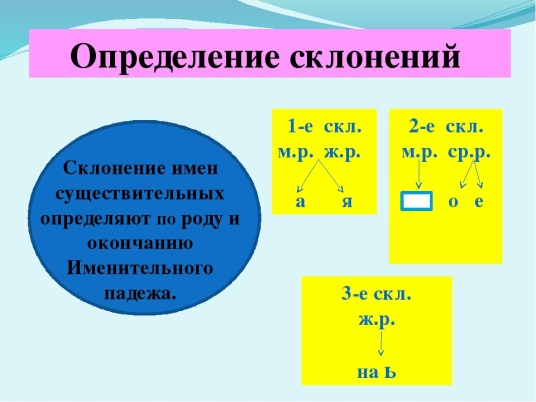 Определение склонений
Склонение имен
существительных
определяют по роду и
окончанию
Именительного
падежа.
1-е скл.
м.р. ж.р.
а я
2-е скл.
м.р. ср.р.
о е
3-е скл.
ж.р.
на ь